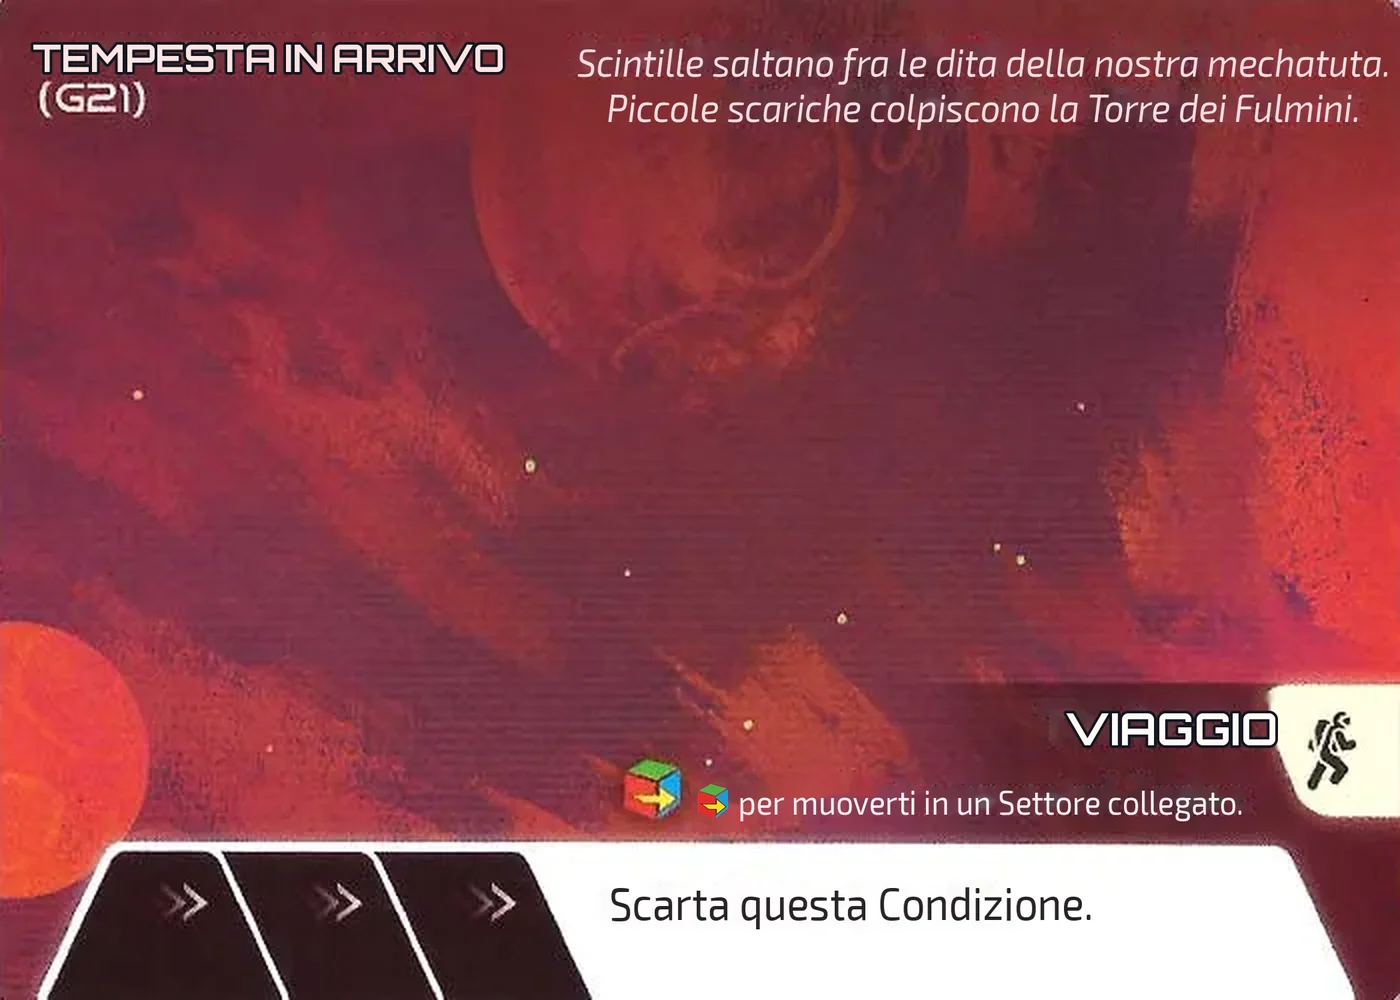 TEMPESTA IN ARRIVO
(G21)
Scintille saltano fra le dita della nostra mechatuta.
Piccole scariche colpiscono la Torre dei Fulmini.
VIAGGIO
per muoverti in un Settore collegato.
Scarta questa Condizione.